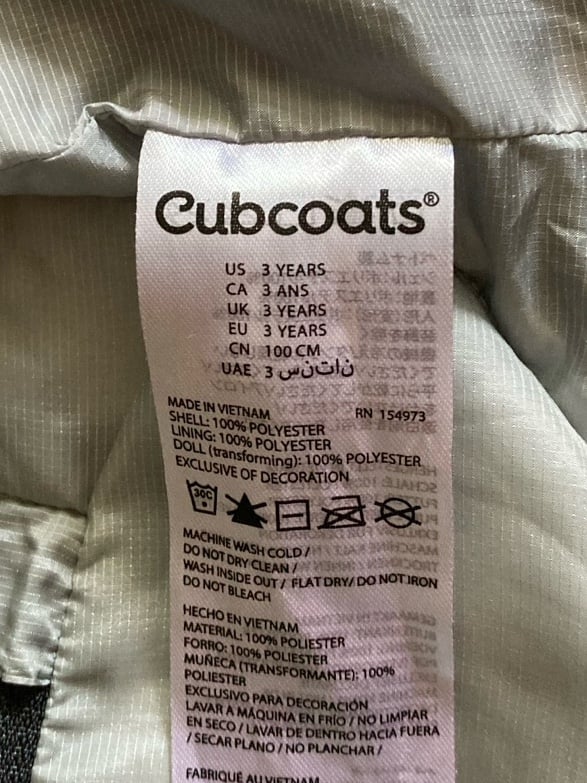 Cubcoats®
US 3 YEARS
CA 3 ANS
UK 3 YEARS
EU 3 YEARS
CN 100 CM
UAE 3 سنتان
MADE IN VIETNAM RN 154973
SHELL: 100% POLYESTER
LINING: 100% POLYESTER
DOLL (transforming): 100% POLYESTER
EXCLUSIVE OF DECORATION
30C
MACHINE WASH COLD /
DO NOT DRY CLEAN /
WASH INSIDE OUT / FLAT DRY/ DO NOT IRON
DO NOT BLEACH
HECHO EN VIETNAM
MATERIAL: 100% POLIESTER
FORRO: 100% POLIESTER
MUÑECA (TRANSFORMANTE): 100%
POLIESTER
EXCLUSIVO PARA DECORACIÓN
LAVAR A MÁQUINA EN FRÍO / NO LIMPIAR
EN SECO / LAVAR DE DENTRO HACIA FUERA
/ SECAR PLANO / NO PLANCHAR /
FABRIQUÉ AU VIETNAM